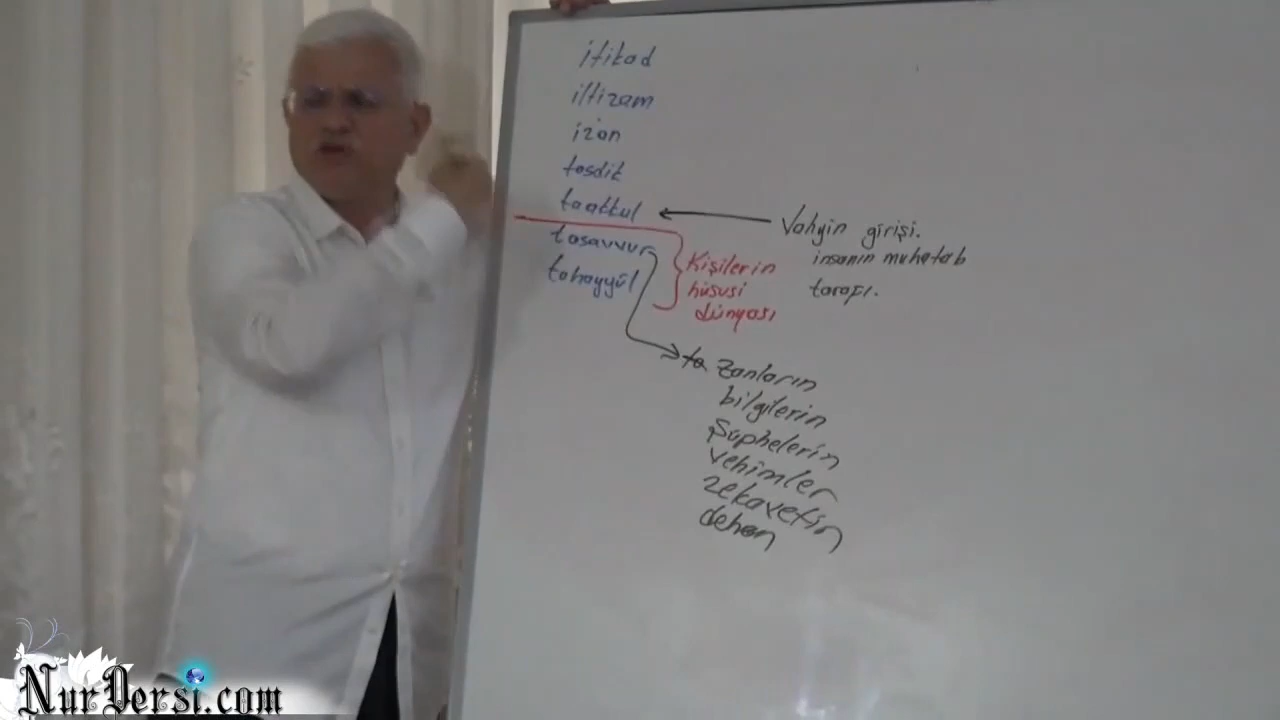 itikad
iltizam
izan
tasdik
taakkul
tasavvur
tahayyül
Vahyin girişi.
insanın muhatab
tarafı.
Kişilerin
hususi
dünyası
ta zanların
bilgilerin
Şüphelerin
vehimler
zekavetin
dehan
NurDersi.com